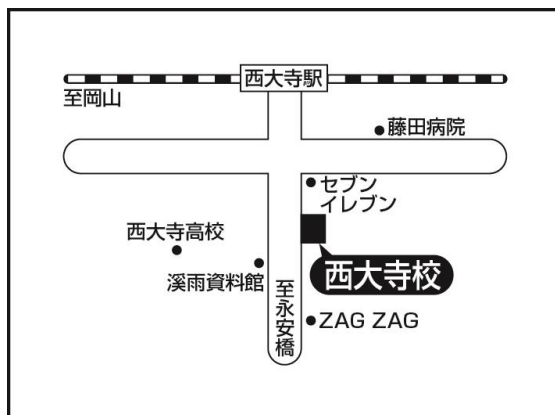 西大寺駅
至岡山
藤田病院
セブン
イレブン
西大寺高校
溪雨資料館
西大寺校
至永安橋
ZAG ZAG